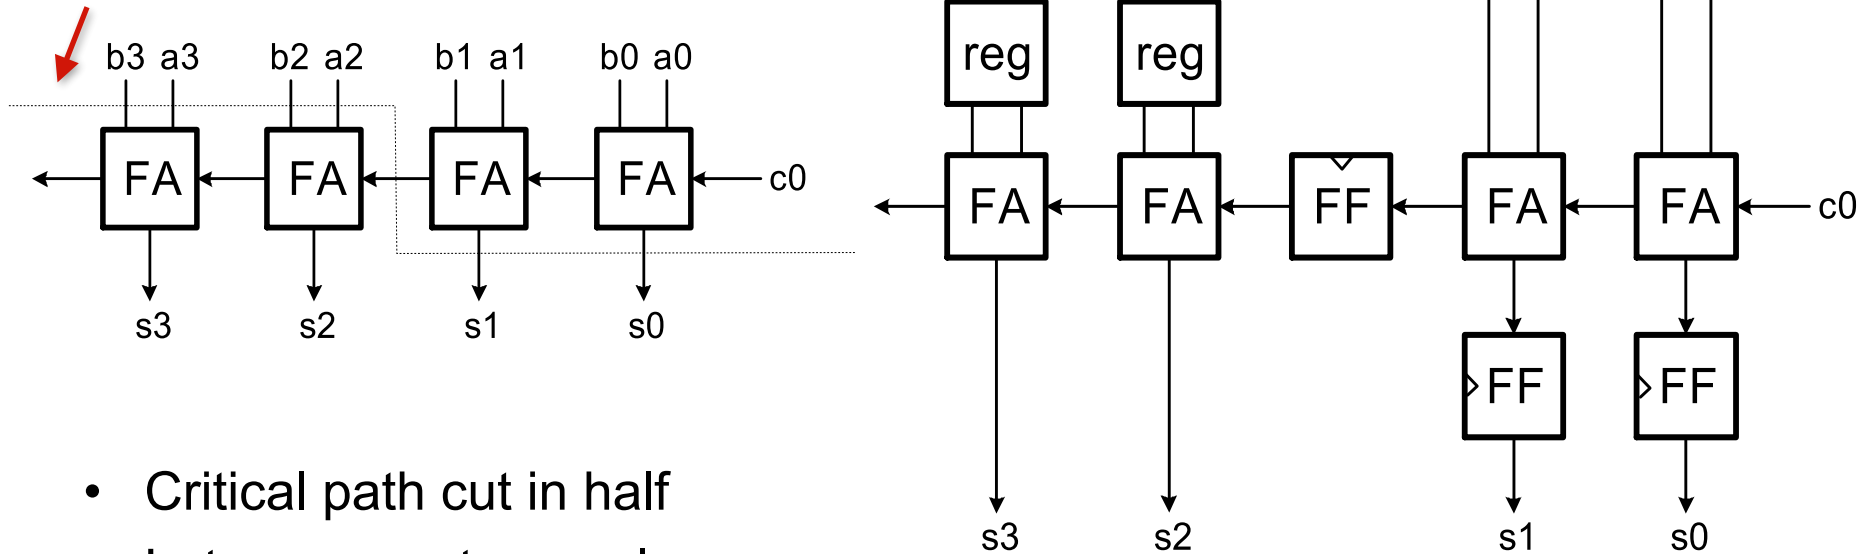 b3 a3 b2 a2 b1 a1 b0 a0
FA FA FA FA c0
s3 s2 s1 s0
• Critical path cut in half
reg reg
FA FA FF FA FA c0
FF FF
s3 s2 s1 s0